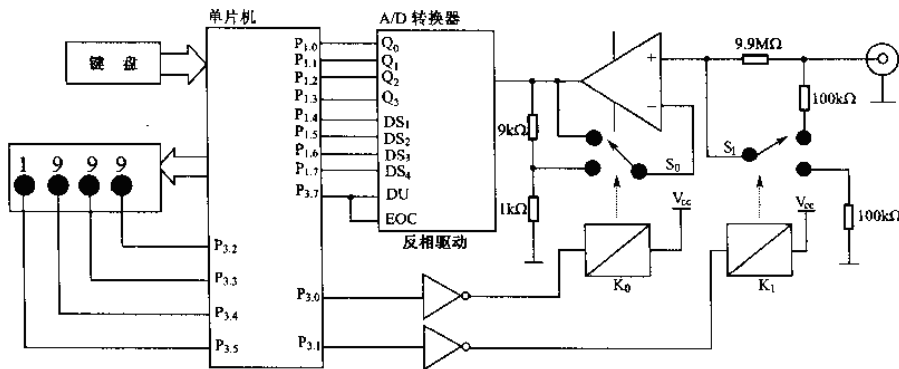 单片机
A/D 转换器
键 盘
P1.0
P1.1
P1.2
P1.3
P1.4
P1.5
P1.6
P1.7
P3.7
Q0
Q1
Q2
Q3
DS1
DS2
DS3
DS4
DU
EOC
反相驱动
1 9 9 9
P3.2
P3.3
P3.4
P3.5
P3.0
P3.1
+
−
9kΩ
1kΩ
S0
Vcc
K0
9.9MΩ
100kΩ
S1
100kΩ
Vcc
K1